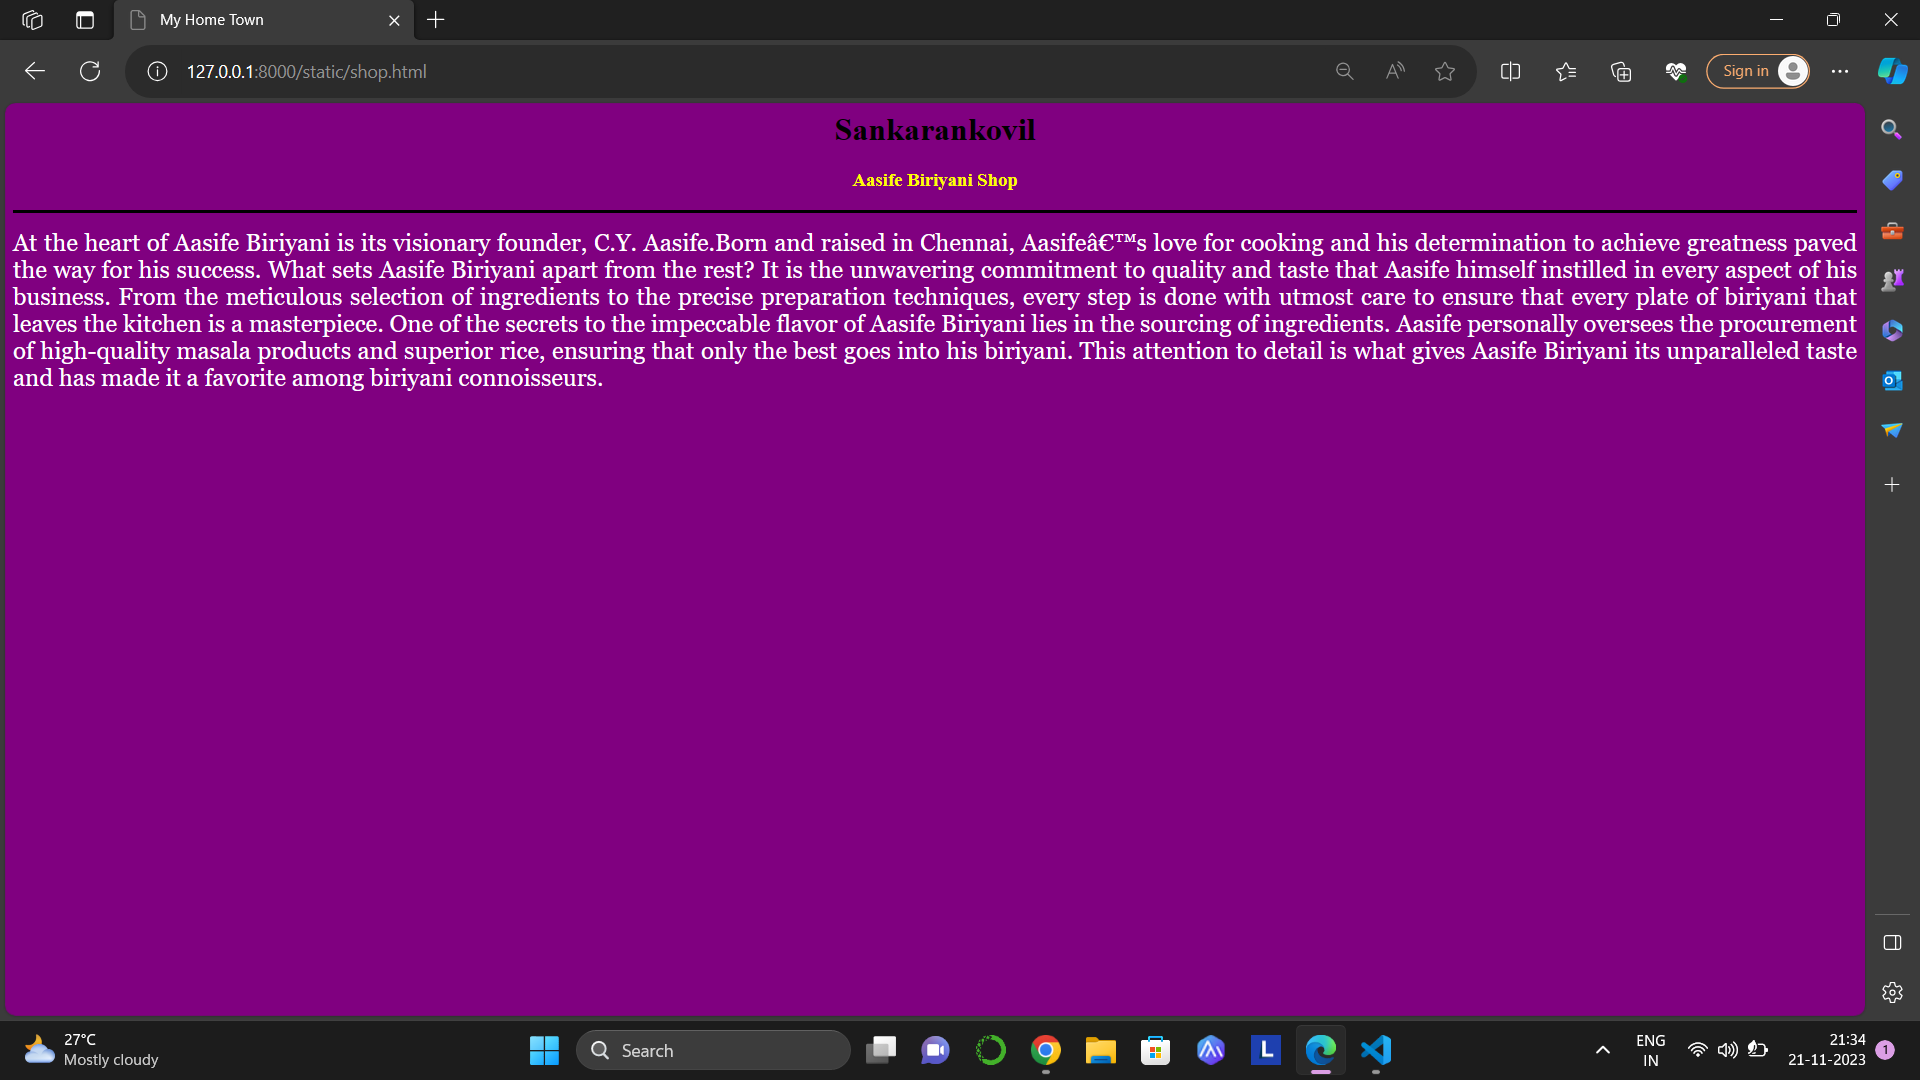 My Home Town
127.0.0.1:8000/static/shop.html
Sign in
Sankarankovil
Aasife Biriyani Shop
At the heart of Aasife Biriyani is its visionary founder, C.Y. Aasife.Born and raised in Chennai, Aasifeâ€™s love for cooking and his determination to achieve greatness paved
the way for his success. What sets Aasife Biriyani apart from the rest? It is the unwavering commitment to quality and taste that Aasife himself instilled in every aspect of his
business. From the meticulous selection of ingredients to the precise preparation techniques, every step is done with utmost care to ensure that every plate of biriyani that
leaves the kitchen is a masterpiece. One of the secrets to the impeccable flavor of Aasife Biriyani lies in the sourcing of ingredients. Aasife personally oversees the procurement
of high-quality masala products and superior rice, ensuring that only the best goes into his biriyani. This attention to detail is what gives Aasife Biriyani its unparalleled taste
and has made it a favorite among biriyani connoisseurs.
27°C
Mostly cloudy
Search
L
ENG
IN
21:34
21-11-2023
1